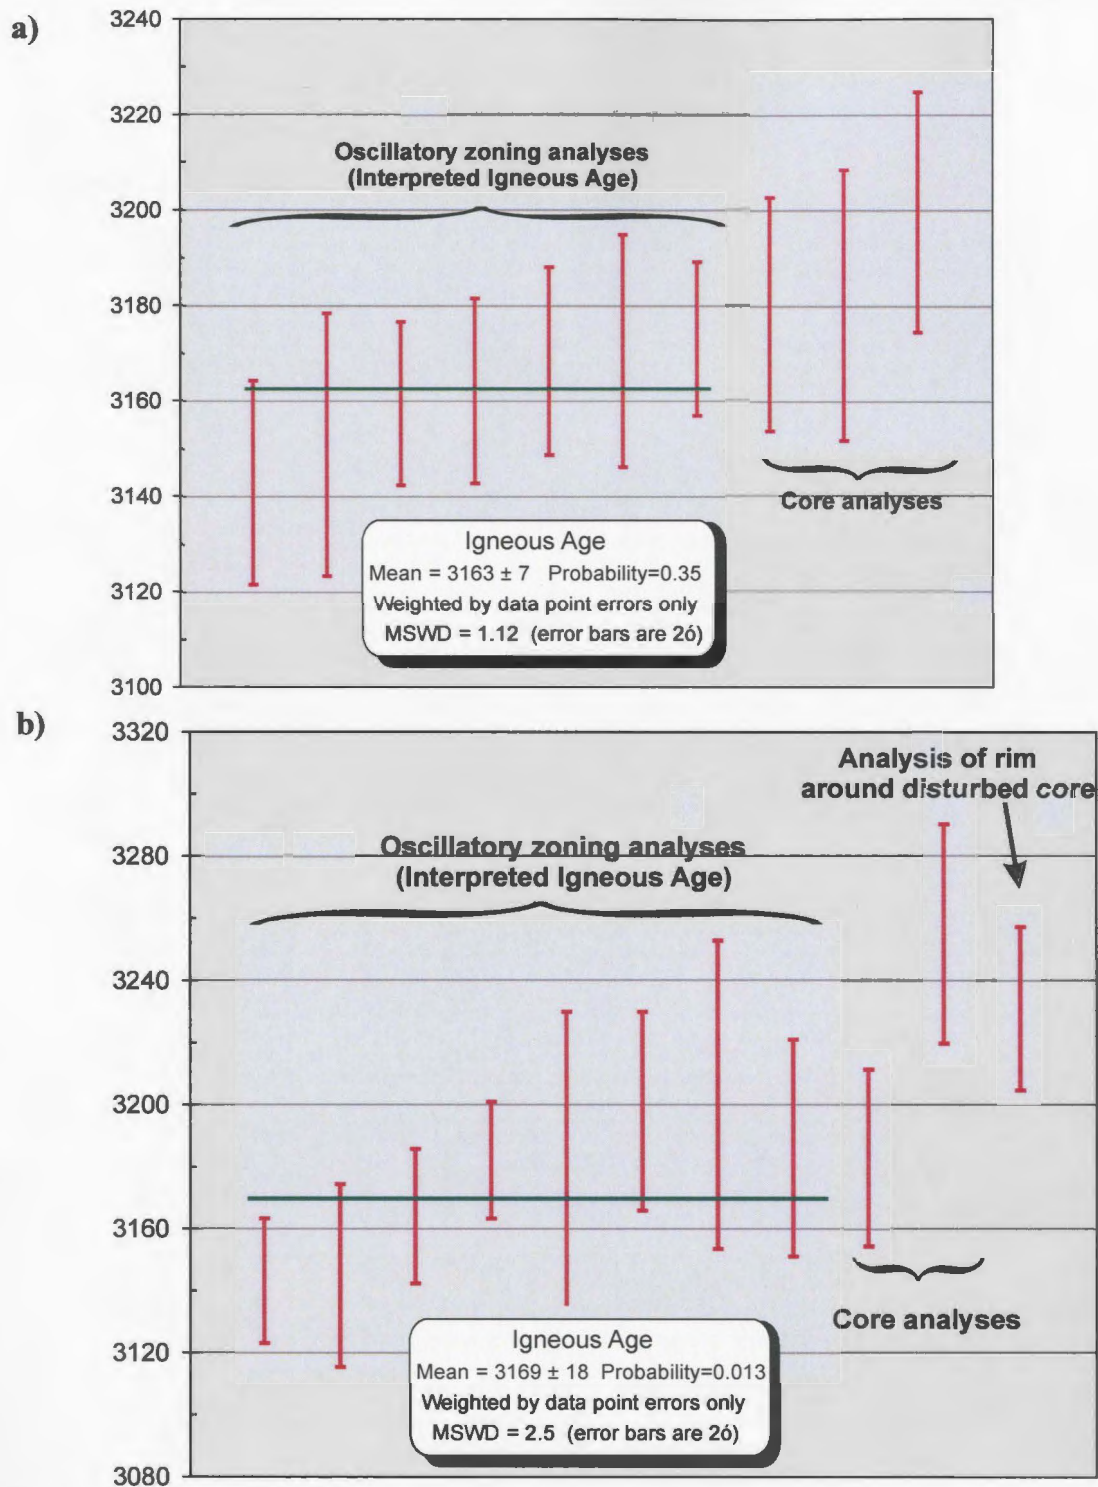 a)
3240
3220
3200
3180
3160
3140
3120
3100
Oscillatory zoning analyses
(Interpreted Igneous Age)
Core analyses
Igneous Age
Mean = 3163 ± 7 Probability=0.35
Weighted by data point errors only
MSWD = 1.12 (error bars are 2ó)
b)
3320
3280
3240
3200
3160
3120
3080
Analysis of rim
around disturbed core
Oscillatory zoning analyses
(Interpreted Igneous Age)
Core analyses
Igneous Age
Mean = 3169 ± 18 Probability=0.013
Weighted by data point errors only
MSWD = 2.5 (error bars are 2ó)